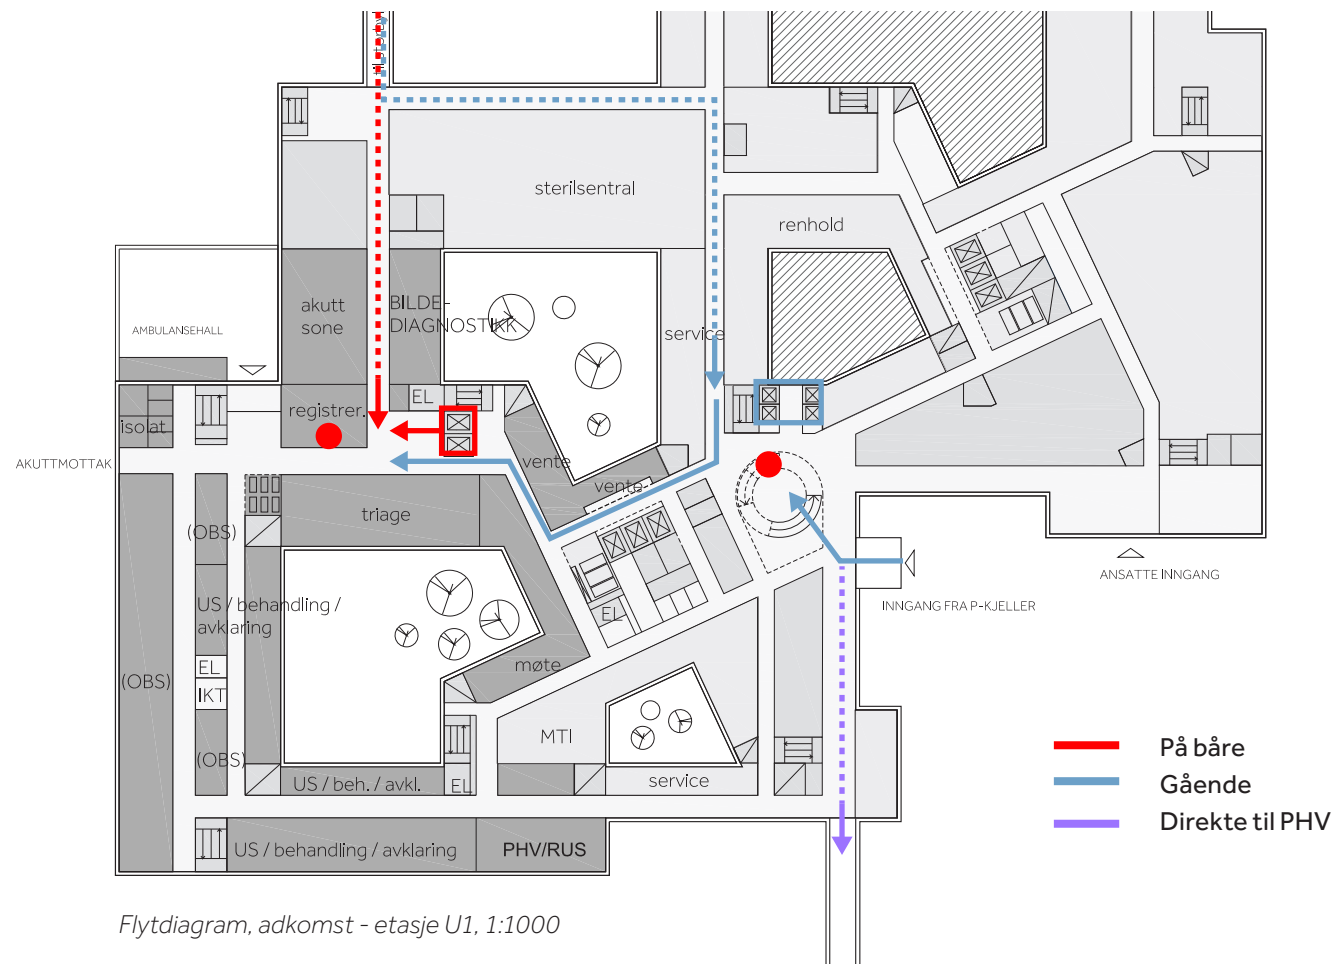 sterilsentral
renhold
akutt
sone
BILDE-
DIAGNOSTIKK
service
AMBULANSEHALL
EL
registrer.
isolat
AKUTTMOTTAK
vente
vente
triage
(OBS)
ANSATTE INNGANG
INNGANG FRA P-KJELLER
US / behandling /
avklaring
EL
møte
EL
(OBS)
IKT
MTI
(OBS)
US / beh. / avkl.
EL
service
På båre
Gående
Direkte til PHV
US / behandling / avklaring
PHV/RUS
Flytdiagram, adkomst - etasje U1, 1:1000